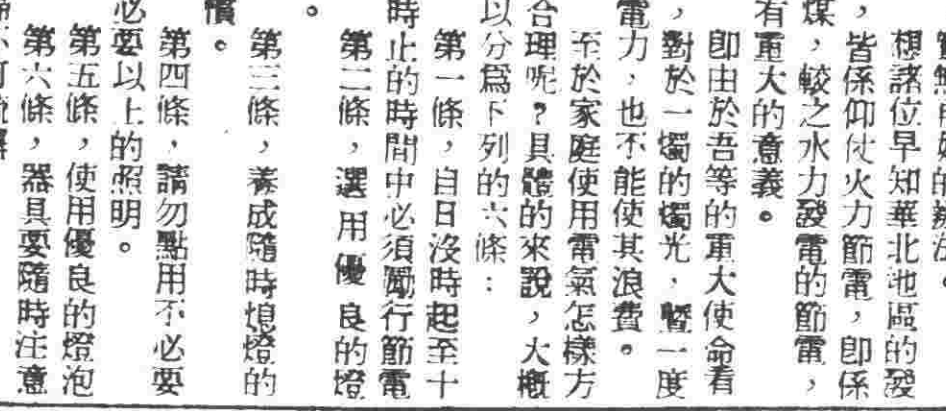 想諸位早知華北地區的發
，皆係仰仗火力節電，卽係
煤，較之水力發電的節電，
有重大的意義。
卽由於吾等的重大使命看
，對於一燭的燭光，暨一度
電力，也不能使其浪費。
至於家庭使用電氣怎樣方
合理呢？具體的來說，大概
以分爲下列的六條：
第一條，自日沒時起至十
時止的時間中必須勵行節電
。
第二條，選用優良的燈
第三條，養成隨時熄燈的
慣。
第四條，請勿點用不必要
必要以上的照明。
第五條，使用優良的燈泡
第六條，器具要隨時注意